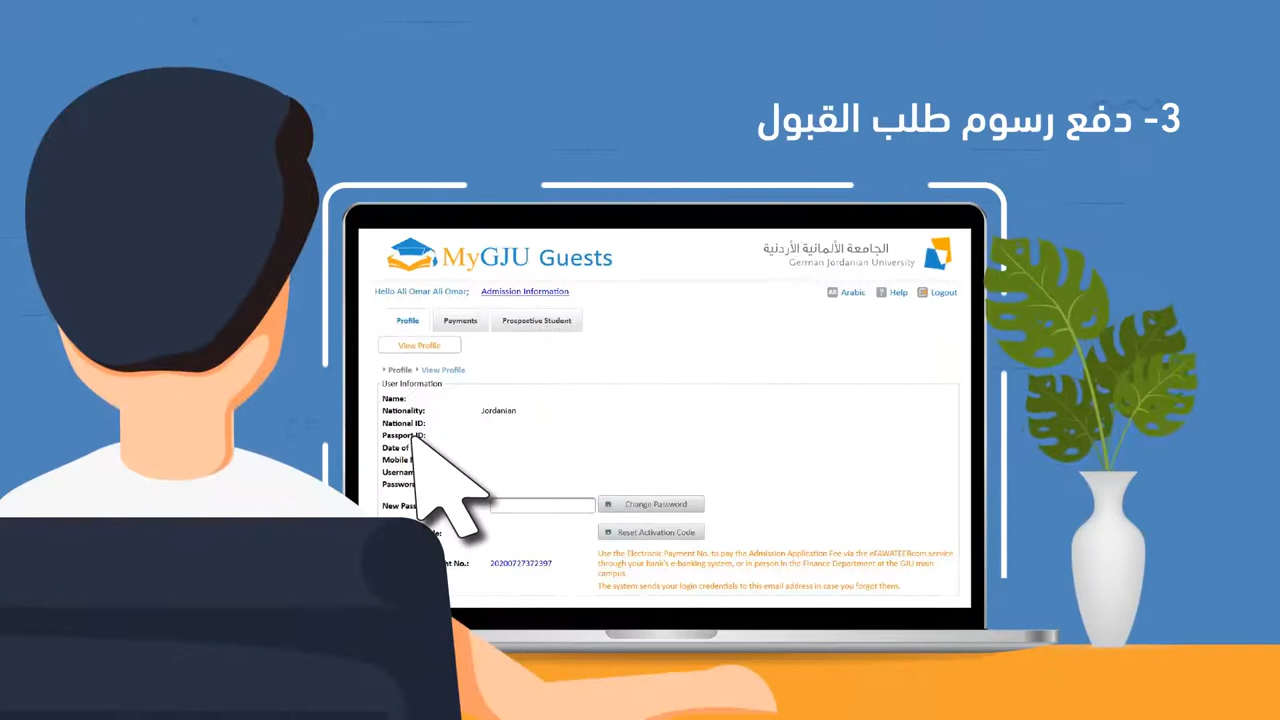 3- دفع رسوم طلب القبول
MyGJU Guests
الجامعة الألمانية الأردنية
German Jordanian University
Hello Ali Omar Ali Omar; Admission Information
Arabic Help Logout
Profile Payments Prospective Student
View Profile
Profile View Profile
User Information
Name:
Nationality: Jordanian
National ID:
Passport ID:
Date of
Mobile
Usernam
Password
New Pas
Change Password
Reset Activation Code
No.: 20200727372397
Use the Electronic Payment No. to pay the Admission Application Fee via the eFAWATEERcom service
through your bank's e-banking system, or in person in the Finance Department at the GJU main
campus.
The system sends your login credentials to this email address in case you forget them.